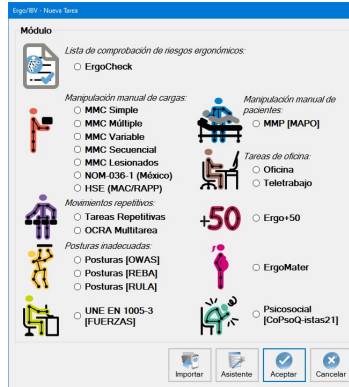 Ergo/IBV - Nueva Tarea
Módulo
Lista de comprobación de riesgos ergonómicos:
ErgoCheck
Manipulación manual de cargas:
MMC Simple
MMC Múltiple
MMC Variable
MMC Secuencial
MMC Lesionados
NOM-036-1 (México)
HSE (MAC/RAPP)
Movimientos repetitivos:
Tareas Repetitivas
OCRA Multitarea
Posturas inadecuadas:
Posturas [OWAS]
Posturas [REBA]
Posturas [RULA]
UNE EN 1005-3
[FUERZAS]
Manipulación manual de
pacientes:
MMP [MAPO]
Tareas de oficina:
Oficina
Teletrabajo
+50
Ergo+50
ErgoMater
Psicosocial
[CoPsoQ-istas21]
Importar
Asistente
Aceptar
Cancelar